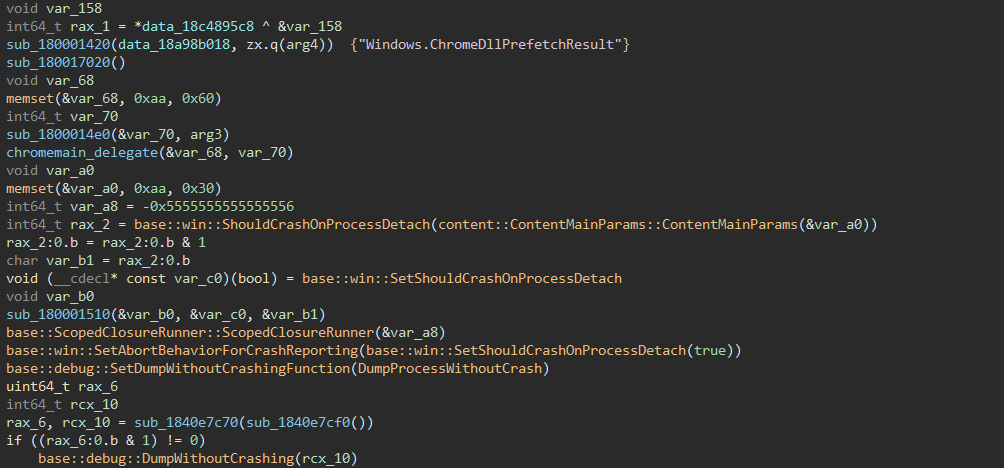 void var_158
int64_t rax_1 = *data_18c4895c8 ^ &var_158
sub_180001420(data_18a98b018, zx.q(arg4))  {"Windows.ChromeDllPrefetchResult"}
sub_180017020()
void var_68
memset(&var_68, 0xaa, 0x60)
int64_t var_70
sub_1800014e0(&var_70, arg3)
chromemain_delegate(&var_68, var_70)
void var_a0
memset(&var_a0, 0xaa, 0x30)
int64_t var_a8 = -0x5555555555555556
int64_t rax_2 = base::win::ShouldCrashOnProcessDetach(content::ContentMainParams::ContentMainParams(&var_a0))
rax_2:0.b = rax_2:0.b & 1
char var_b1 = rax_2:0.b
void (__cdecl* const var_c0)(bool) = base::win::SetShouldCrashOnProcessDetach
void var_b0
sub_180001510(&var_b0, &var_c0, &var_b1)
base::ScopedClosureRunner::ScopedClosureRunner(&var_a8)
base::win::SetAbortBehaviorForCrashReporting(base::win::SetShouldCrashOnProcessDetach(true))
base::debug::SetDumpWithoutCrashingFunction(DumpProcessWithoutCrash)
uint64_t rax_6
int64_t rcx_10
rax_6, rcx_10 = sub_1840e7c70(sub_1840e7cf0())
if ((rax_6:0.b & 1) != 0)
    base::debug::DumpWithoutCrashing(rcx_10)